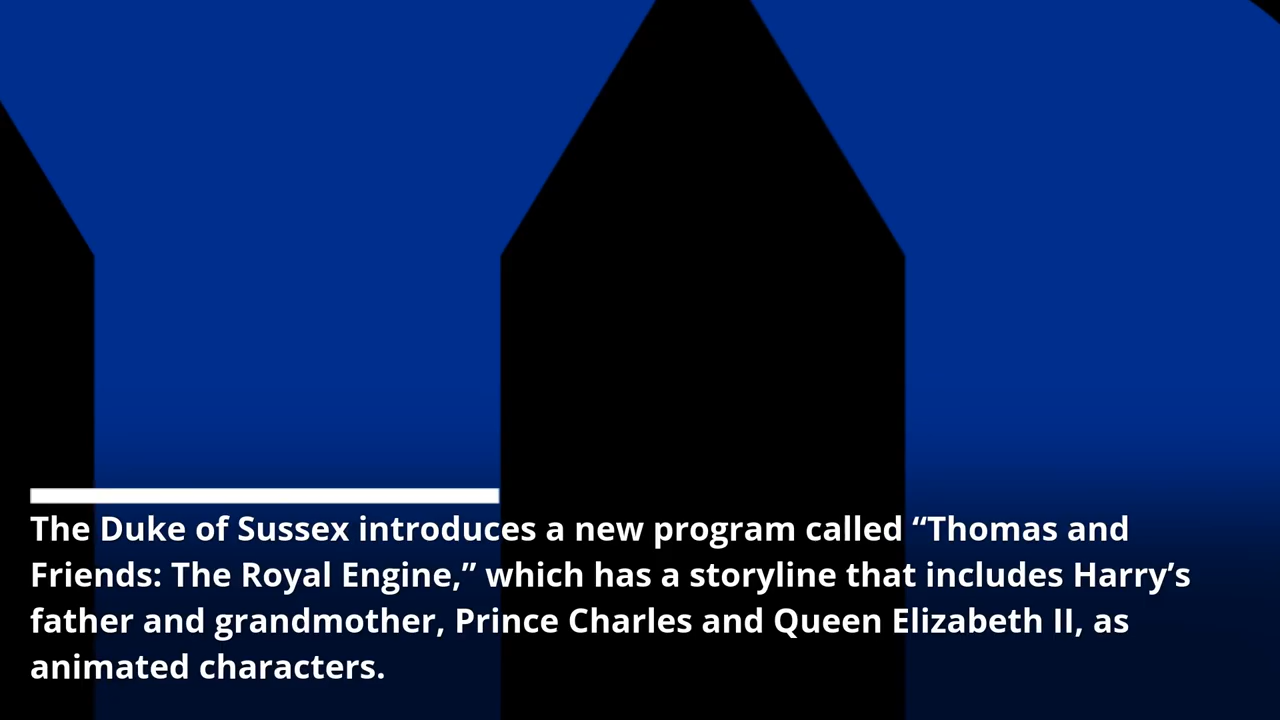 The Duke of Sussex introduces a new program called “Thomas and
Friends: The Royal Engine,” which has a storyline that includes Harry’s
father and grandmother, Prince Charles and Queen Elizabeth II, as
animated characters.